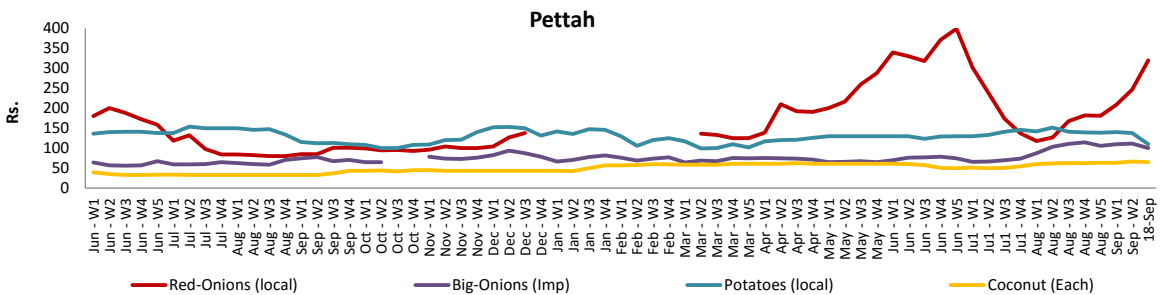 Pettah
Rs.
400
350
300
250
200
150
100
50
0
Jun - W1
Jun - W2
Jun - W3
Jun - W4
Jun - W5
Jul - W1
Jul - W2
Jul - W3
Jul - W4
Aug - W1
Aug - W2
Aug - W3
Aug - W4
Sep - W1
Sep - W2
Sep - W3
Sep - W4
Oct - W1
Oct - W2
Oct - W3
Oct - W4
Nov - W1
Nov - W2
Nov - W3
Nov - W4
Dec - W1
Dec - W2
Dec - W3
Dec - W4
Jan - W1
Jan - W2
Jan - W3
Jan - W4
Feb - W1
Feb - W2
Feb - W3
Feb - W4
Mar - W1
Mar - W2
Mar - W3
Mar - W4
Mar - W5
Apr - W1
Apr - W2
Apr - W3
Apr - W4
May - W1
May - W2
May - W3
May - W4
Jun - W1
Jun - W2
Jun - W3
Jun - W4
Jun - W5
Ju1 - W1
Ju1 - W2
Ju1 - W3
Ju1 - W4
Aug - W1
Aug - W2
Aug - W3
Aug - W4
Aug - W5
Sep - W1
Sep - W2
18-Sep
Red-Onions (local)
Big-Onions (Imp)
Potatoes (local)
Coconut (Each)